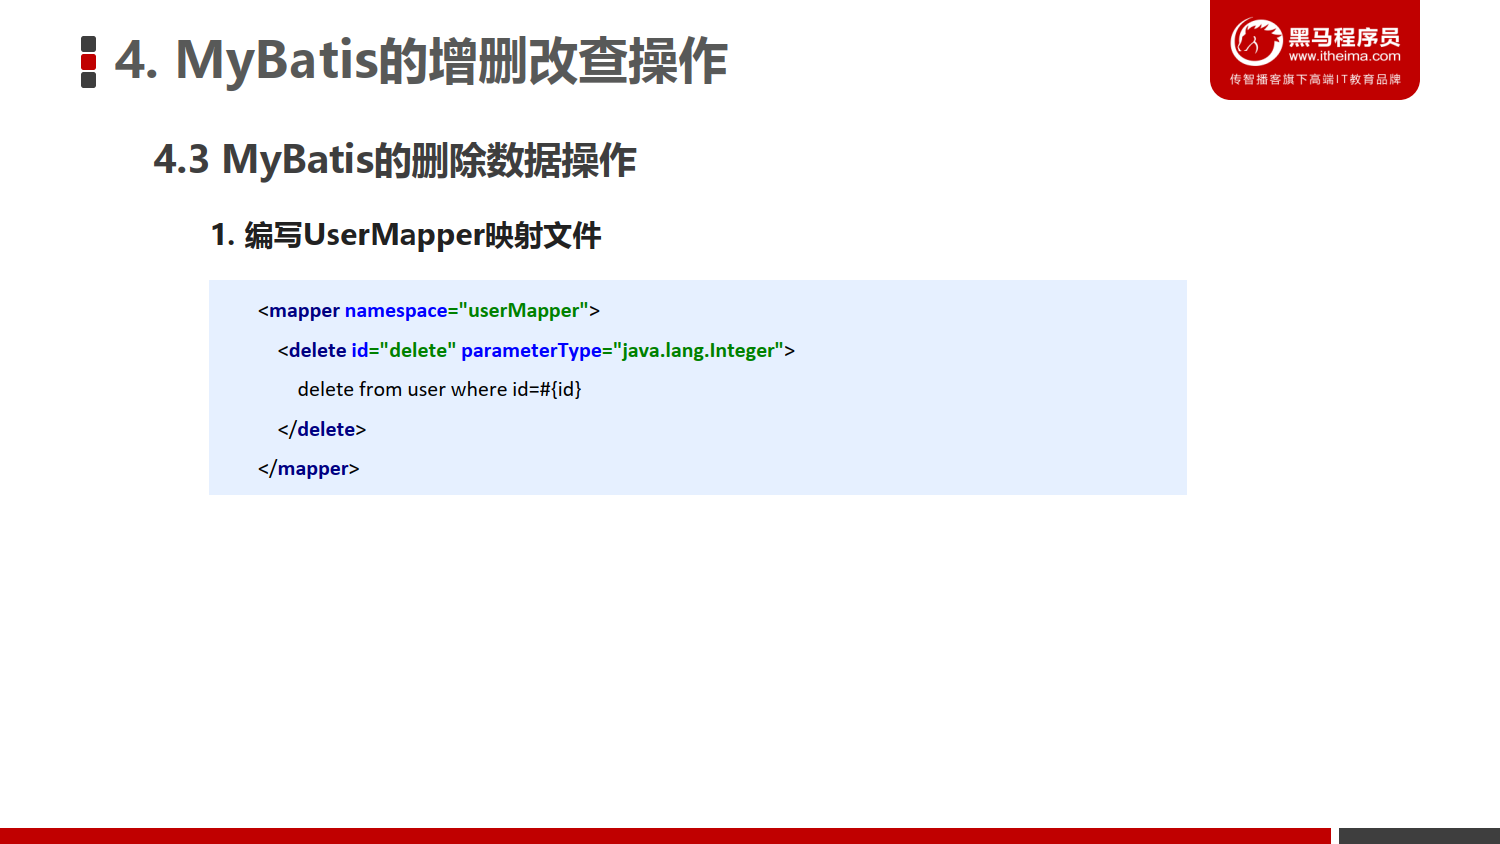 4. MyBatis的增删改查操作
黑马程序员
www.itheima.com
传智播客旗下高端IT教育品牌
4.3 MyBatis的删除数据操作
1. 编写UserMapper映射文件
<mapper namespace="userMapper">
<delete id="delete" parameterType="java.lang.Integer">
delete from user where id=#{id}
</delete>
</mapper>